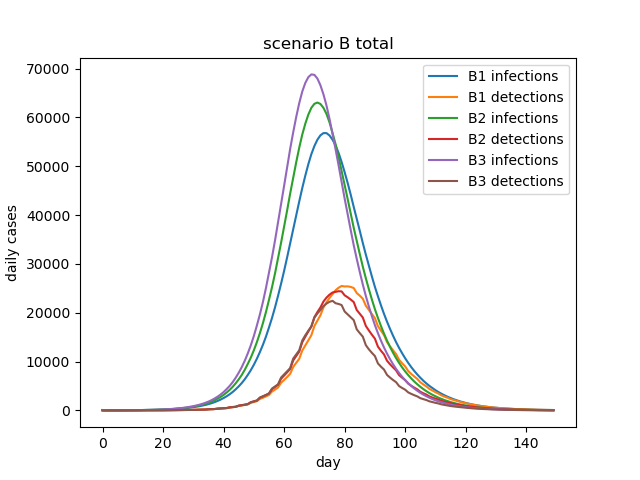 scenario B total
70000
60000
50000
40000
30000
20000
10000
0
daily cases
B1 infections
B1 detections
B2 infections
B2 detections
B3 infections
B3 detections
0 20 40 60 80 100 120 140
day